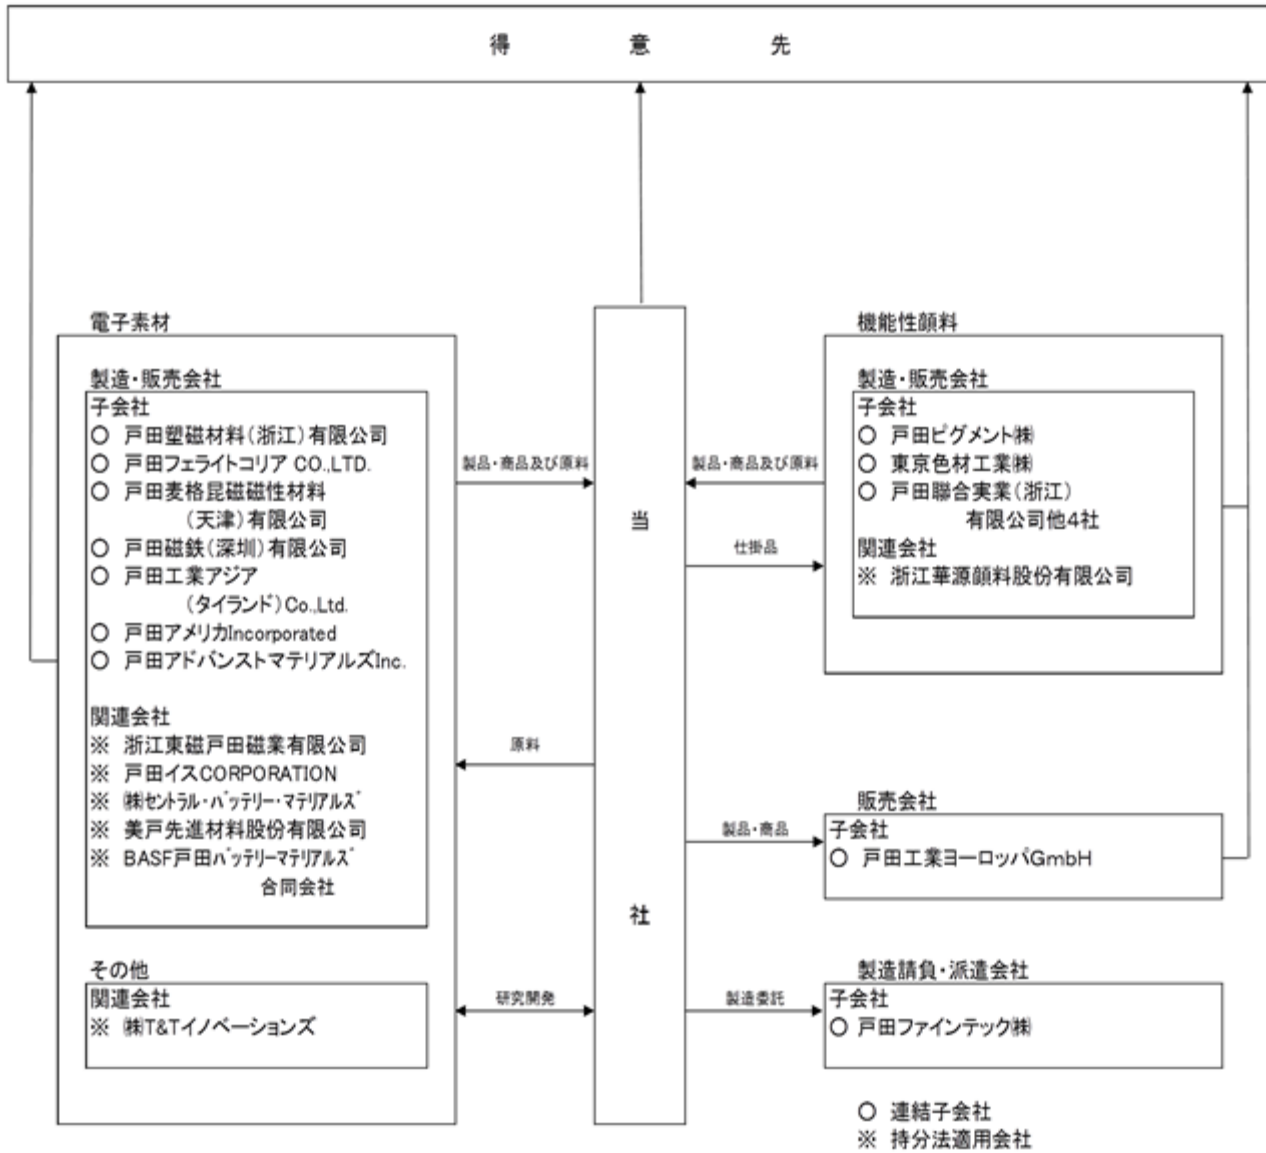 得意先
電子素材
製造・販売会社
子会社
○ 戸田塑磁材料(浙江)有限公司
○ 戸田フェライトコリア CO.,LTD.
○ 戸田麦格昆磁磁性材料
(天津)有限公司
○ 戸田磁鉄(深圳)有限公司
○ 戸田工業アジア
(タイランド)Co.,Ltd.
○ 戸田アメリカIncorporated
○ 戸田アドバンストマテリアルズInc.
関連会社
※ 浙江東磁戸田磁業有限公司
※ 戸田イスCORPORATION
※ ㈱セントラル・バッテリー・マテリアルズ
※ 美戸先進材料股份有限公司
※ BASF戸田バッテリーマテリアルズ
合同会社
その他
関連会社
※ ㈱T&Tイノベーションズ
製品・商品及び原料
原料
研究開発
当社
製品・商品及び原料
仕掛品
製品・商品
製造委託
機能性顔料
製造・販売会社
子会社
○ 戸田ピグメント㈱
○ 東京色材工業㈱
○ 戸田聯合実業(浙江)
有限公司他4社
関連会社
※ 浙江華源顔料股份有限公司
販売会社
子会社
○ 戸田工業ヨーロッパGmbH
製造請負・派遣会社
子会社
○ 戸田ファインテック㈱
○ 連結子会社
※ 持分法適用会社